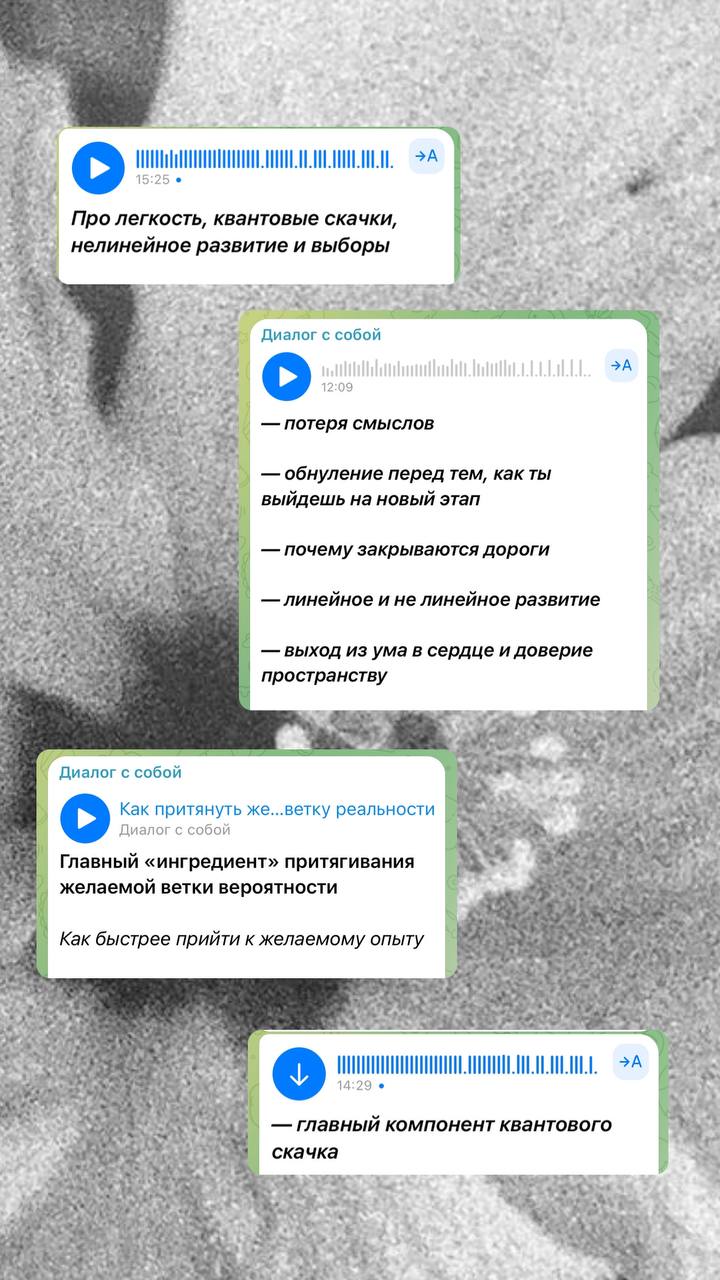 15:25
→A
Про легкость, квантовые скачки,
нелинейное развитие и выборы
Диалог с собой
12:09
→A
— потеря смыслов
— обнуление перед тем, как ты
выйдешь на новый этап
— почему закрываются дороги
— линейное и не линейное развитие
— выход из ума в сердце и доверие
пространству
Диалог с собой
Как притянуть же...ветку реальности
Диалог с собой
Главный «ингредиент» притягивания
желаемой ветки вероятности
Как быстрее прийти к желаемому опыту
14:29
→A
— главный компонент квантового
скачка